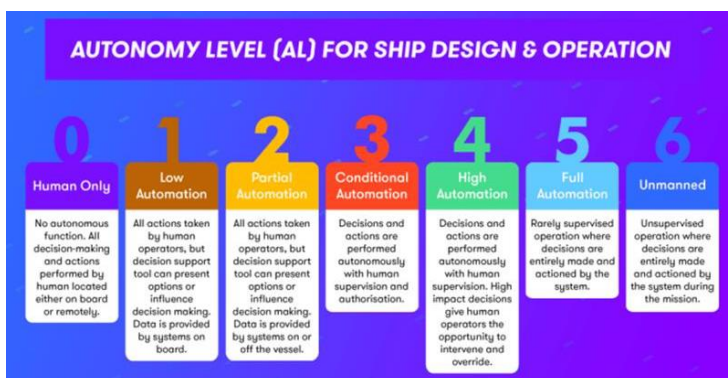 AUTONOMY LEVEL (AL) FOR SHIP DESIGN & OPERATION
0
Human Only
No autonomous
function. All
decision-making
and actions
performed by
human located
either on board
or remotely.
1
Low
Automation
All actions taken
by human
operators, but
decision support
tool can present
options or
influence
decision making.
Data is provided
by systems on
board.
2
Partial
Automation
All actions taken
by human
operators, but
decision support
tool can present
options or
influence
decision making.
Data is provided
by systems on or
off the vessel.
3
Conditional
Automation
Decisions and
actions are
performed
autonomously
with human
supervision and
authorisation.
4
High
Automation
Decisions and
actions are
performed
autonomously
with human
supervision. High
impact decisions
give human
operators the
opportunity to
intervene and
override.
5
Full
Automation
Rarely supervised
operation where
decisions are
entirely made and
actioned by the
system.
6
Unmanned
Unsupervised
operation where
decisions are
entirely made
and actioned by
the system during
the mission.